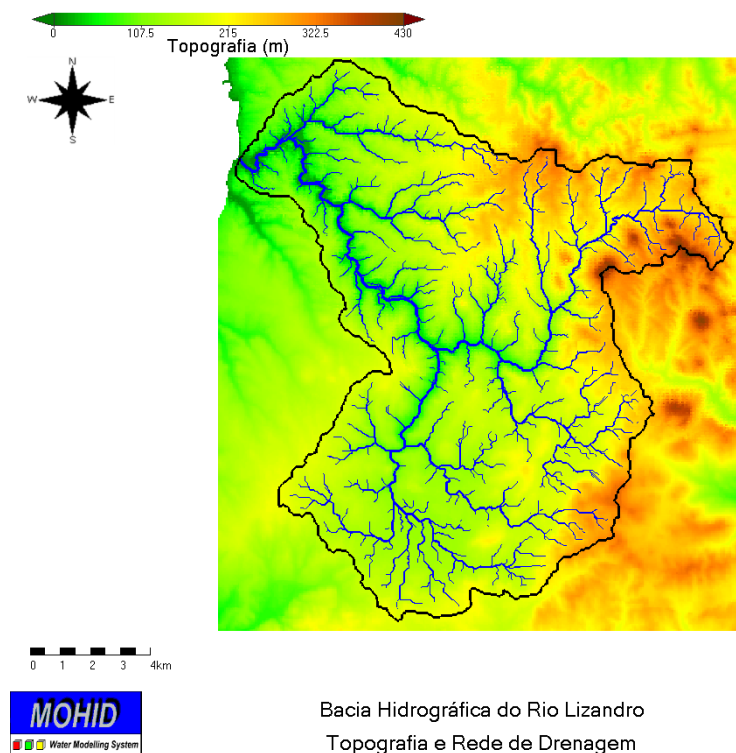 0 107.5 215 322.5 430
Topografia (m)
N
W E
S
0 1 2 3 4km
MOHID
Water Modelling System
Bacia Hidrográfica do Rio Lizandro
Topografia e Rede de Drenagem